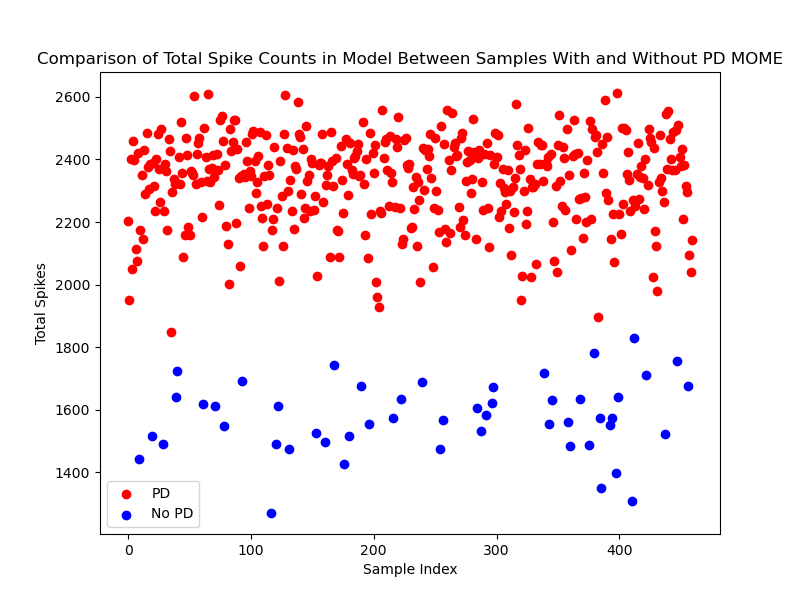 Comparison of Total Spike Counts in Model Between Samples With and Without PD MOME
2600
2400
2200
2000
1800
1600
1400
Total Spikes
PD
No PD
0 100 200 300 400
Sample Index